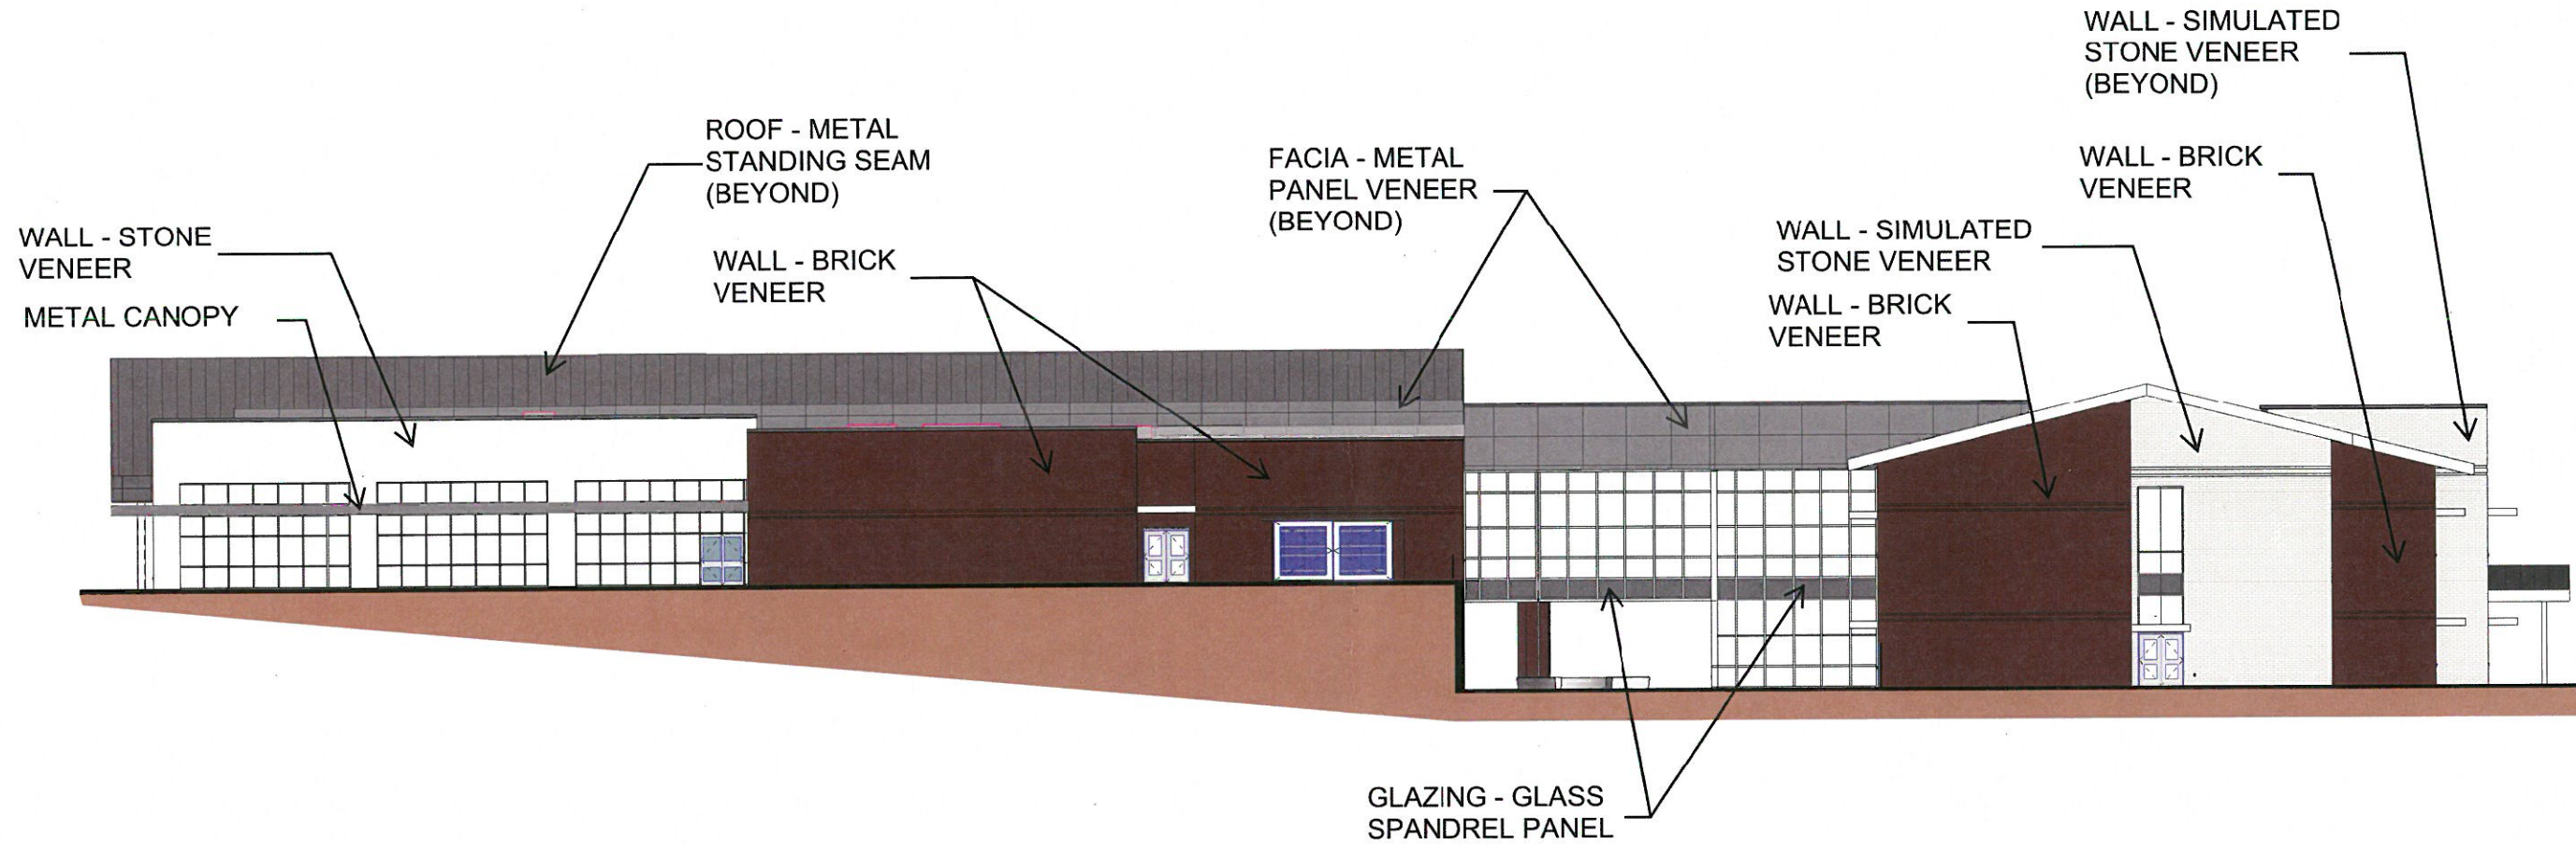 WALL - SIMULATED
STONE VENEER
(BEYOND)
ROOF - METAL
STANDING SEAM
(BEYOND)
FACIA - METAL
PANEL VENEER
(BEYOND)
WALL - BRICK
VENEER
WALL - STONE
VENEER
WALL - BRICK
VENEER
WALL - SIMULATED
STONE VENEER
METAL CANOPY
WALL - BRICK
VENEER
GLAZING - GLASS
SPANDREL PANEL